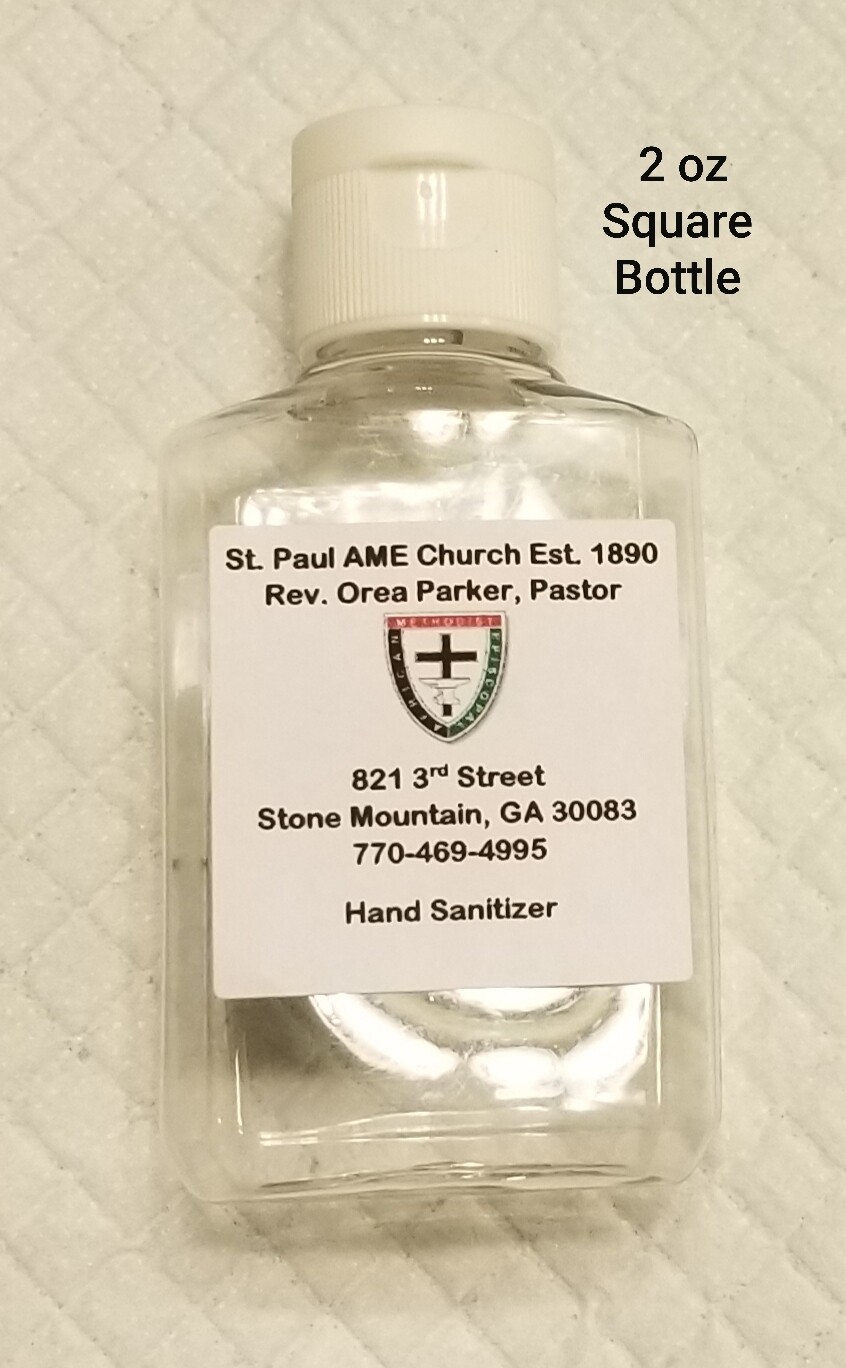 2 oz
Square
Bottle
St. Paul AME Church Est. 1890
Rev. Orea Parker, Pastor
METHODIST
AFRICAN
EPISCOPAL
821 3rd Street
Stone Mountain, GA 30083
770-469-4995
Hand Sanitizer